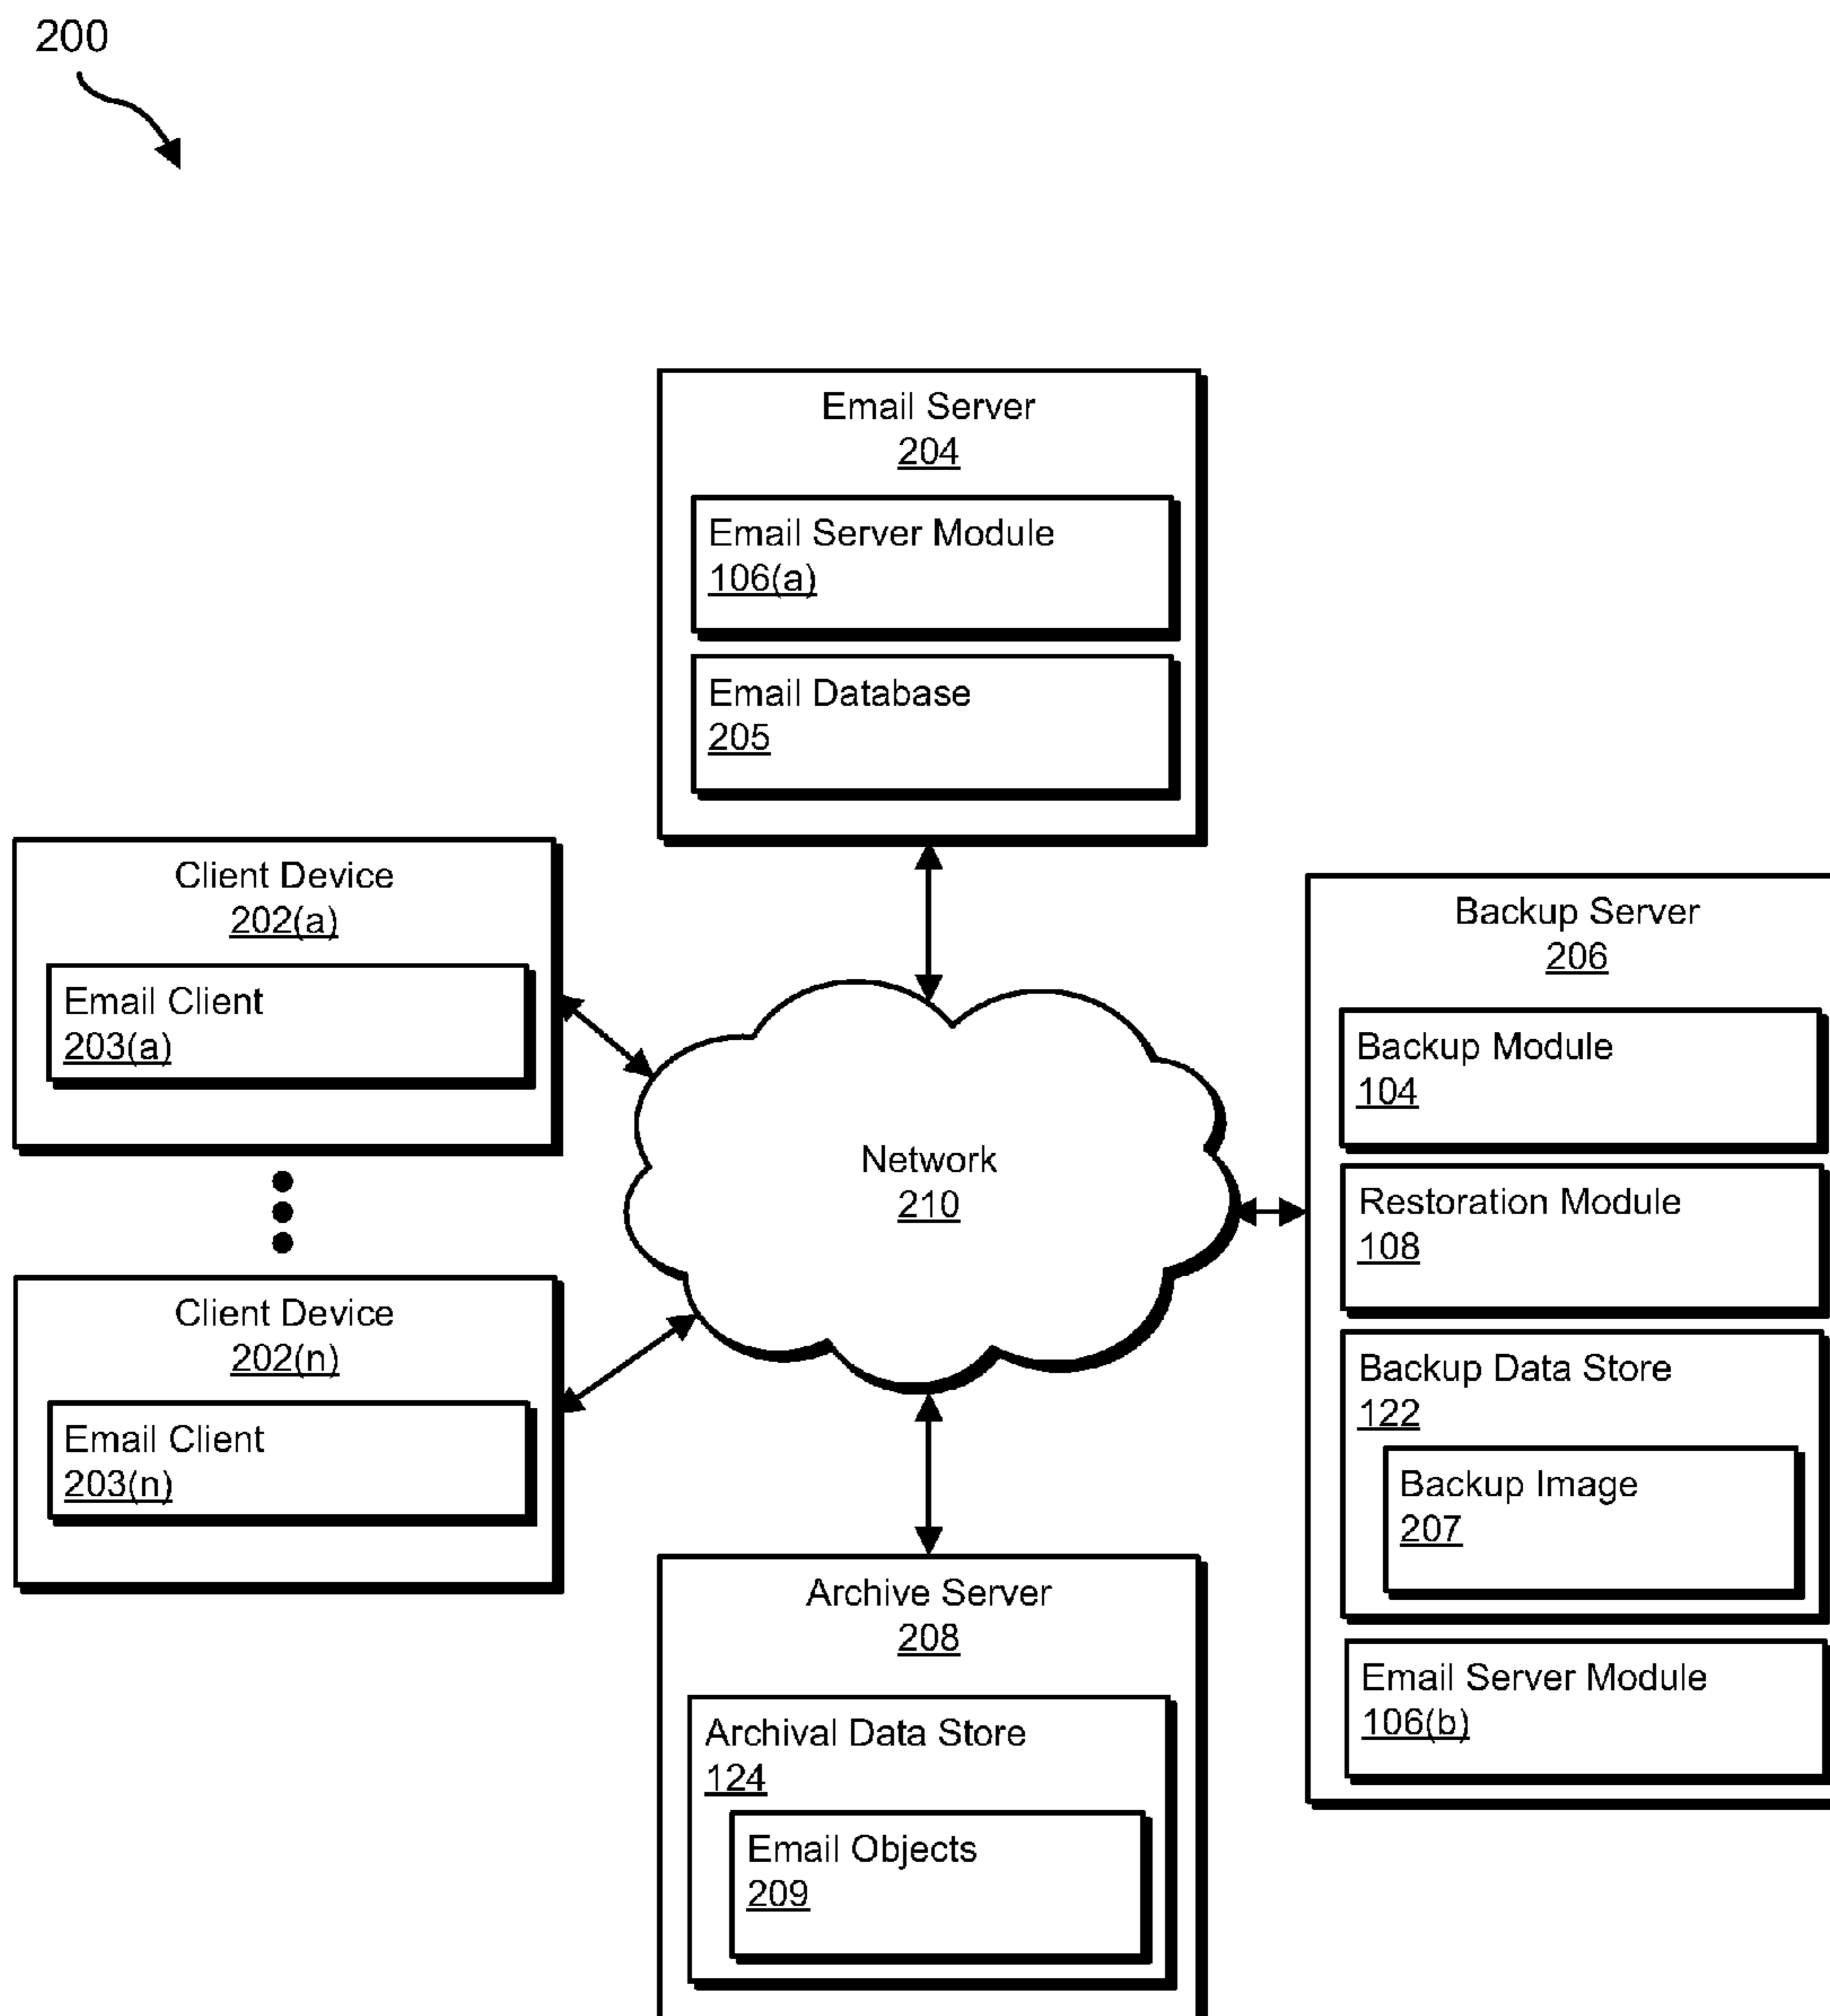 200
Email Server
204
Email Server Module
106(a)
Email Database
205
Client Device
202(a)
Email Client
203(a)
Client Device
202(n)
Email Client
203(n)
Network
210
Backup Server
206
Backup Module
104
Restoration Module
108
Backup Data Store
122
Backup Image
207
Email Server Module
106(b)
Archive Server
208
Archival Data Store
124
Email Objects
209